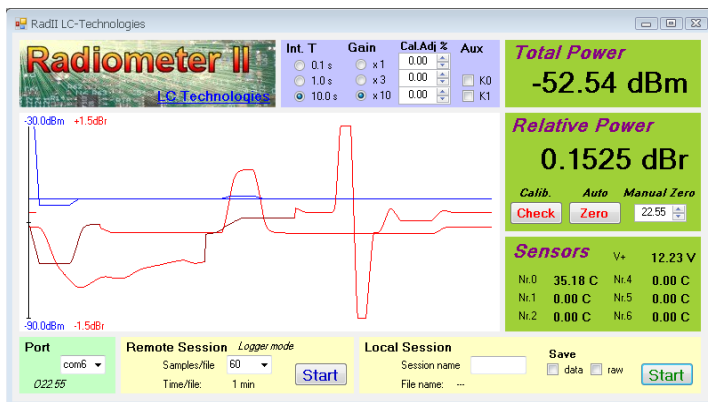 RadII LC-Technologies
Radiometer II
LC Technologies
Int. T Gain Cal.Adj % Aux
0.1 s x 1 0.00
1.0 s x 3 0.00 K0
10.0 s x 10 0.00 K1
Total Power
-52.54 dBm
-30.0dBm +1.5dBr
-90.0dBm -1.5dBr
Relative Power
0.1525 dBr
Calib. Auto Manual Zero
Check Zero 22.55
Sensors V+ 12.23 V
Nr.0 35.18 C Nr.4 0.00 C
Nr.1 0.00 C Nr.5 0.00 C
Nr.2 0.00 C Nr.6 0.00 C
Port
com6
O22.55
Remote Session Logger mode
Samples/file 60
Time/file: 1 min
Start
Local Session
Session name
File name: ---
Save
data raw
Start